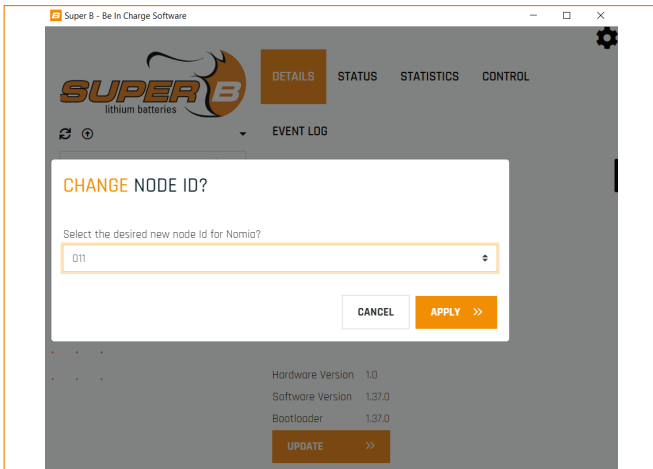 Super B - Be In Charge Software
SUPER B
lithium batteries
DETAILS STATUS STATISTICS CONTROL
EVENT LOG
CHANGE NODE ID?
Select the desired new node Id for Nomia?
011
CANCEL APPLY
Hardware Version 1.0
Software Version 1.37.0
Bootloader 1.37.0
UPDATE